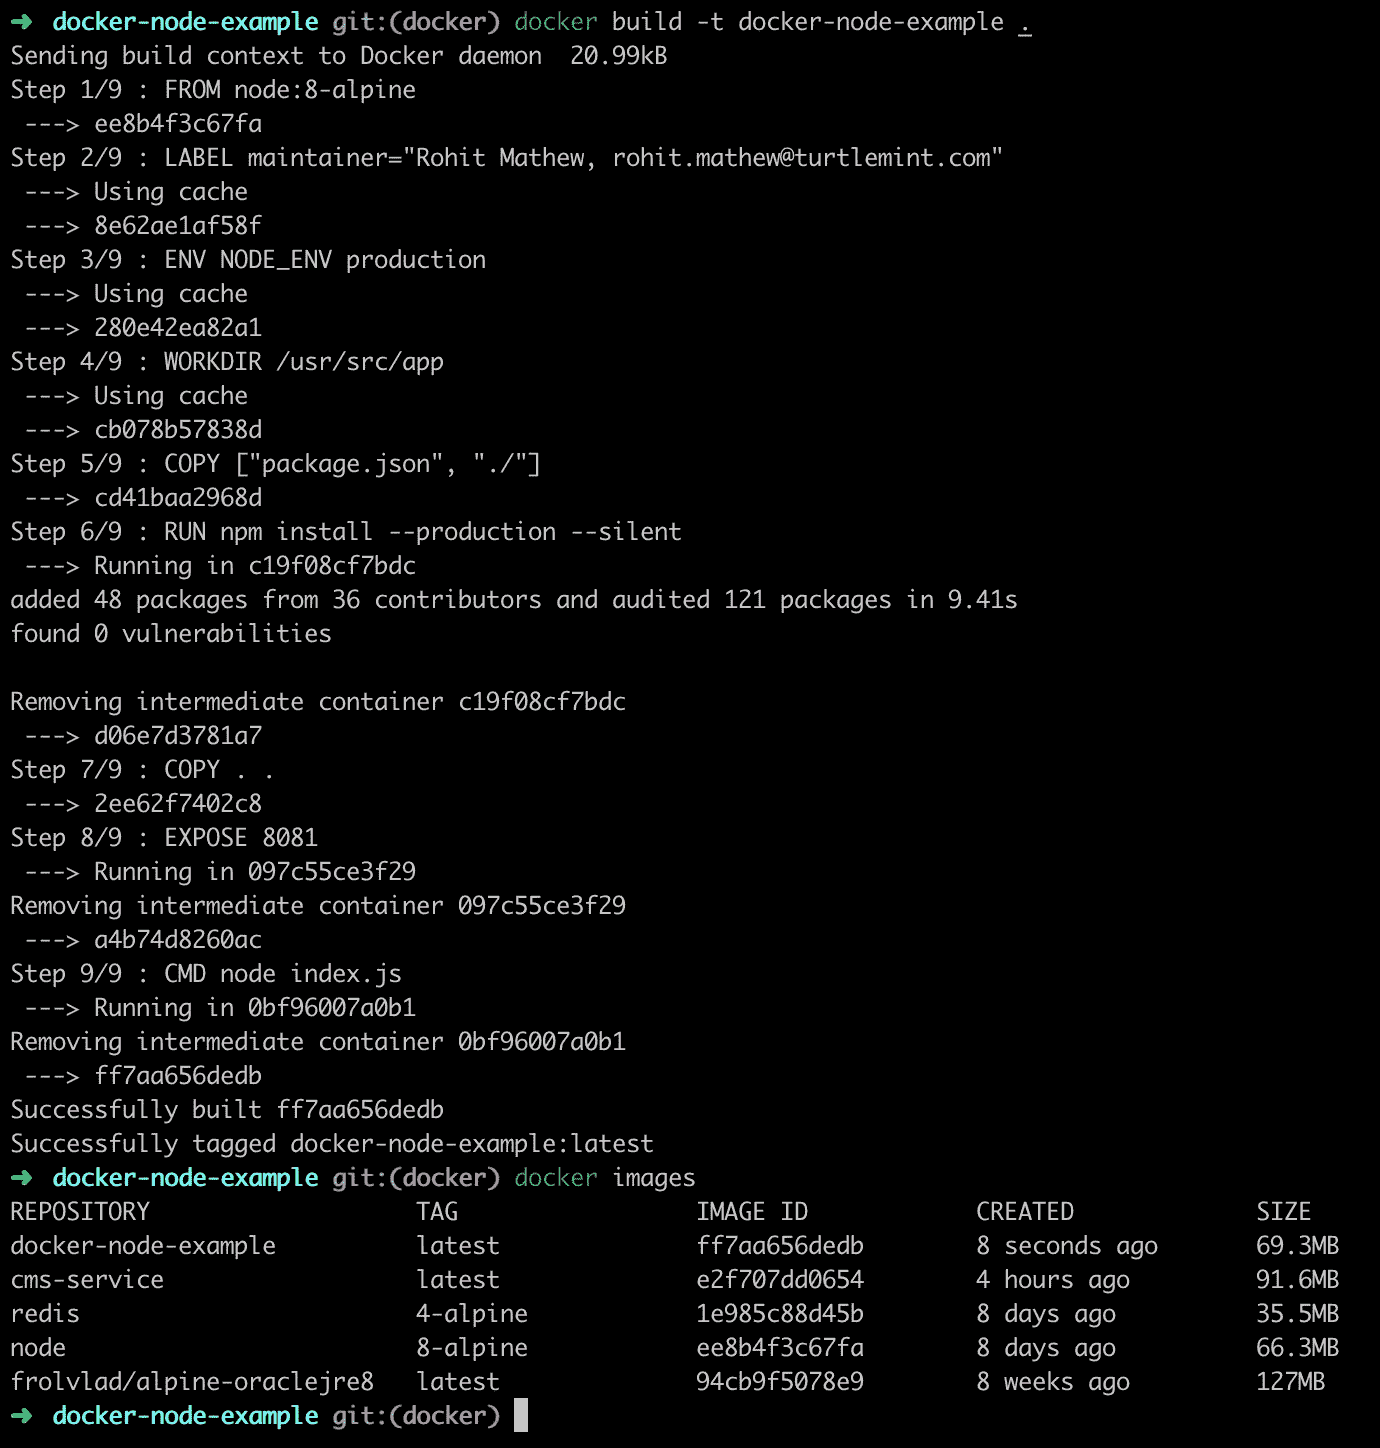 ➜  docker-node-example git:(docker) docker build -t docker-node-example .
Sending build context to Docker daemon  20.99kB
Step 1/9 : FROM node:8-alpine
 ---> ee8b4f3c67fa
Step 2/9 : LABEL maintainer="Rohit Mathew, rohit.mathew@turtlemint.com"
 ---> Using cache
 ---> 8e62ae1af58f
Step 3/9 : ENV NODE_ENV production
 ---> Using cache
 ---> 280e42ea82a1
Step 4/9 : WORKDIR /usr/src/app
 ---> Using cache
 ---> cb078b57838d
Step 5/9 : COPY ["package.json", "./"]
 ---> cd41baa2968d
Step 6/9 : RUN npm install --production --silent
 ---> Running in c19f08cf7bdc
added 48 packages from 36 contributors and audited 121 packages in 9.41s
found 0 vulnerabilities

Removing intermediate container c19f08cf7bdc
 ---> d06e7d3781a7
Step 7/9 : COPY . .
 ---> 2ee62f7402c8
Step 8/9 : EXPOSE 8081
 ---> Running in 097c55ce3f29
Removing intermediate container 097c55ce3f29
 ---> a4b74d8260ac
Step 9/9 : CMD node index.js
 ---> Running in 0bf96007a0b1
Removing intermediate container 0bf96007a0b1
 ---> ff7aa656dedb
Successfully built ff7aa656dedb
Successfully tagged docker-node-example:latest
➜  docker-node-example git:(docker) docker images
REPOSITORY                   TAG                 IMAGE ID            CREATED             SIZE
docker-node-example          latest              ff7aa656dedb        8 seconds ago       69.3MB
cms-service                  latest              e2f707dd0654        4 hours ago         91.6MB
redis                        4-alpine            1e985c88d45b        8 days ago          35.5MB
node                         8-alpine            ee8b4f3c67fa        8 days ago          66.3MB
frolvlad/alpine-oraclejre8   latest              94cb9f5078e9        8 weeks ago         127MB
➜  docker-node-example git:(docker)